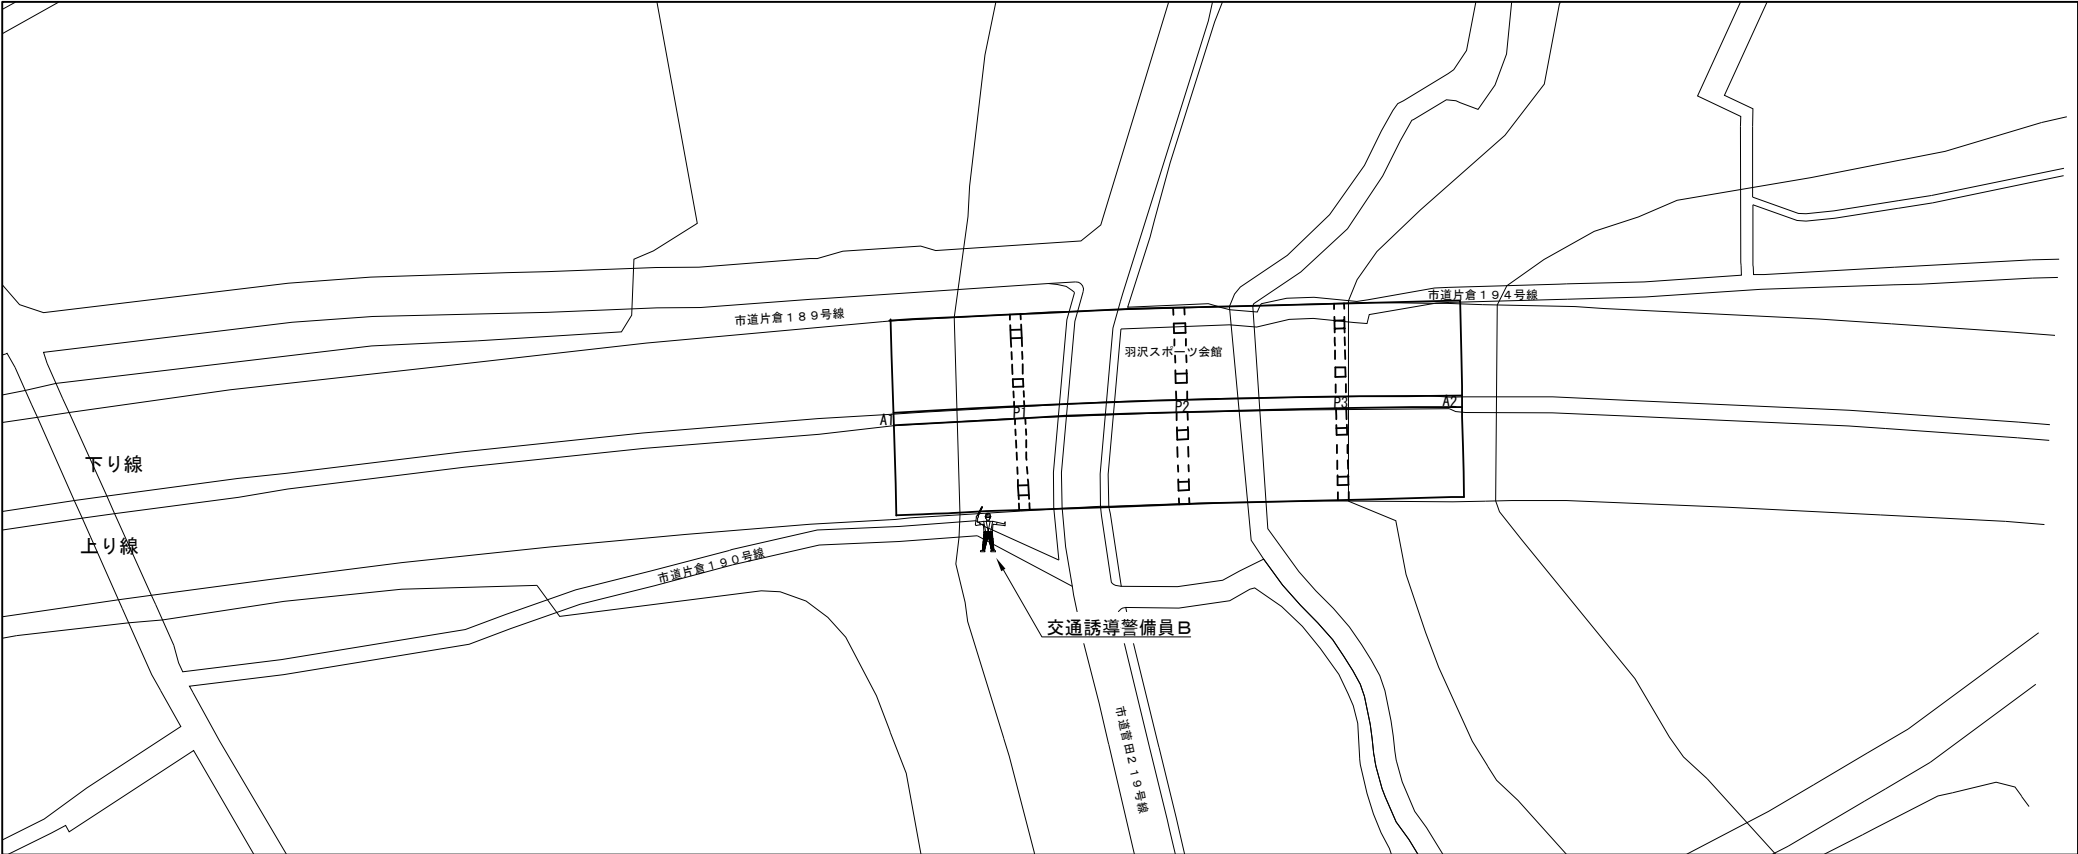 市道片倉１９４号線
市道片倉１８９号線
羽沢スポーツ会館
A1
P1
P2
P3
A2
下り線
上り線
市道片倉１９０号線
交通誘導警備員Ｂ
市道菅田２１９号線